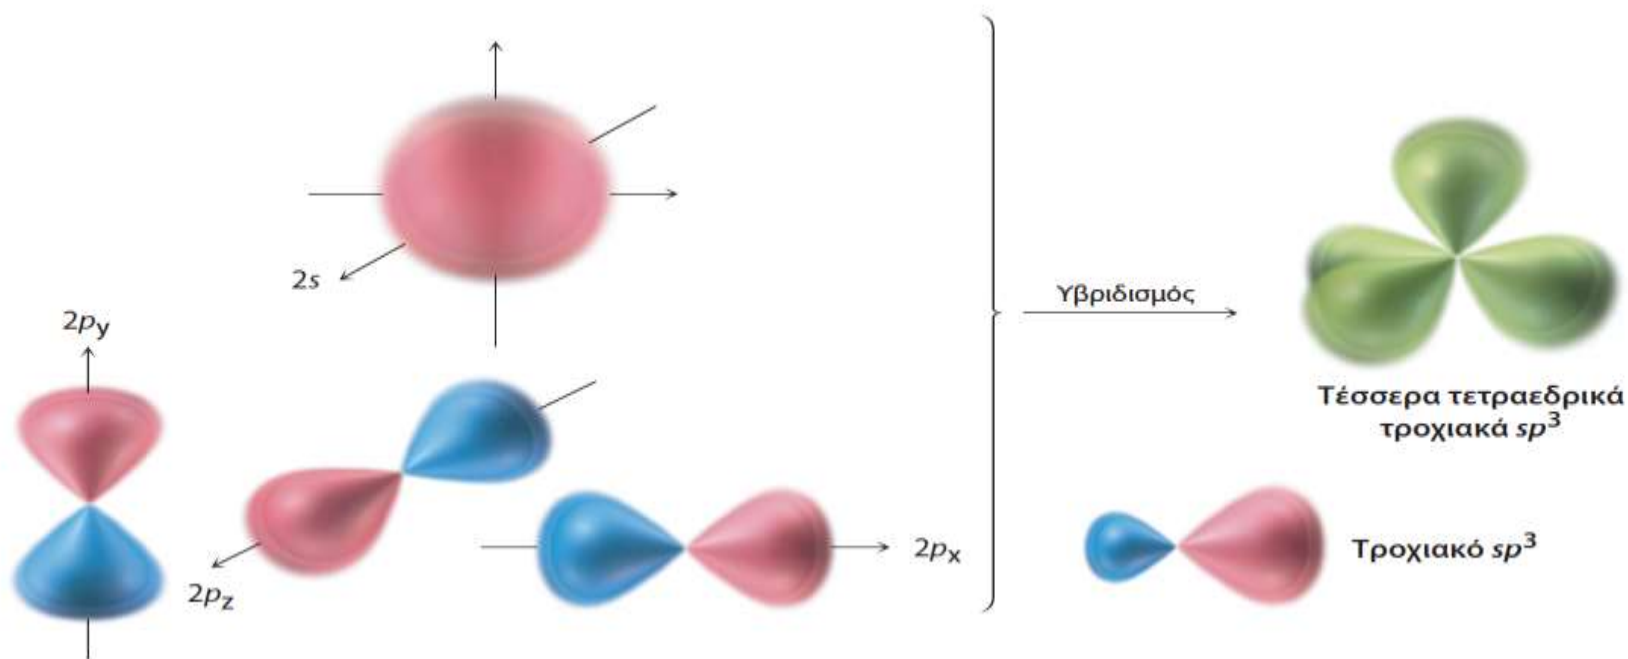 2s
2py
2pz
2px
Υβριδισμός
Τέσσερα τετραεδρικά
τροχιακά sp³
Τροχιακό sp³